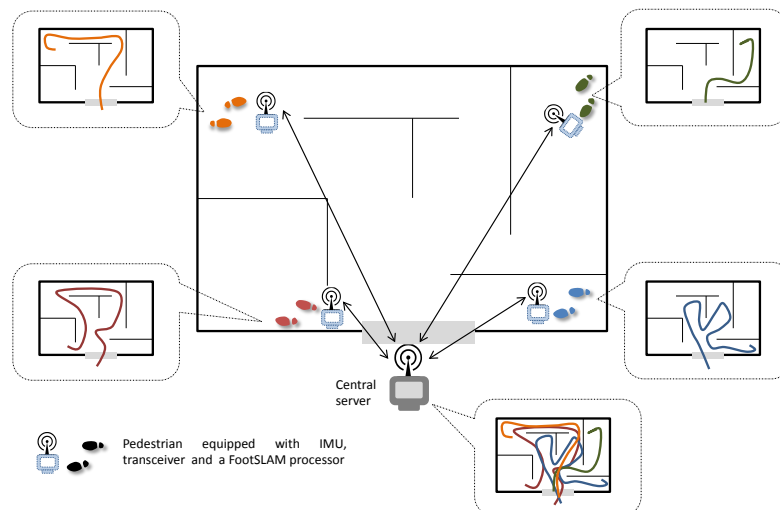 Central
server
Pedestrian equipped with IMU,
transceiver and a FootSLAM processor